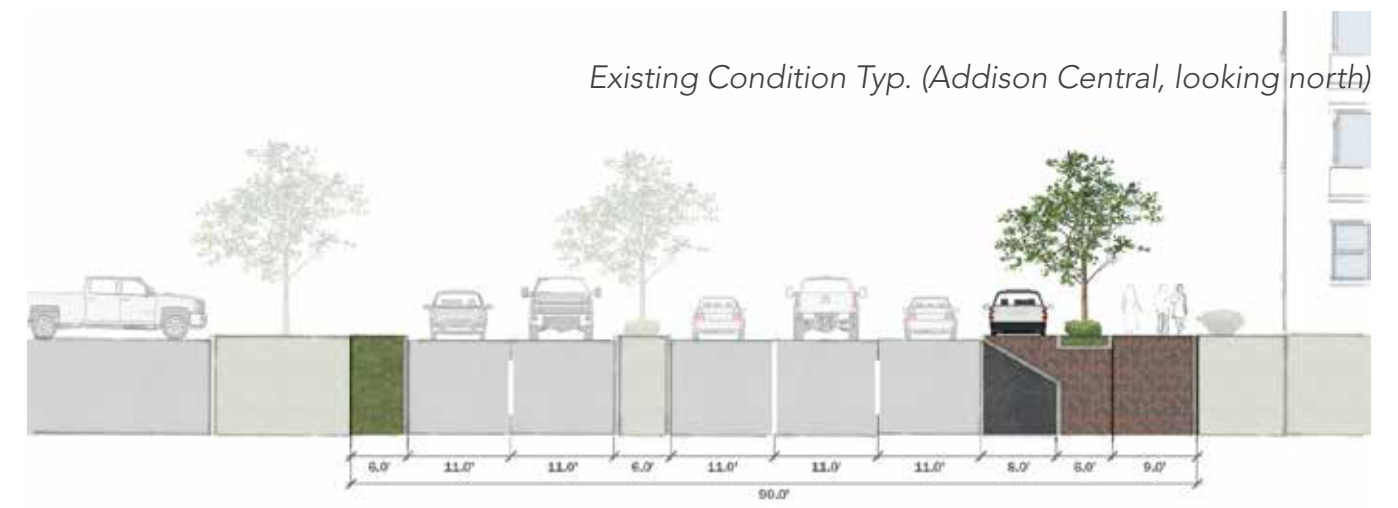 Existing Condition Typ. (Addison Central, looking north)
6.0' 11.0' 11.0' 6.0' 11.0' 11.0' 11.0' 8.0' 6.0' 9.0'
90.0'